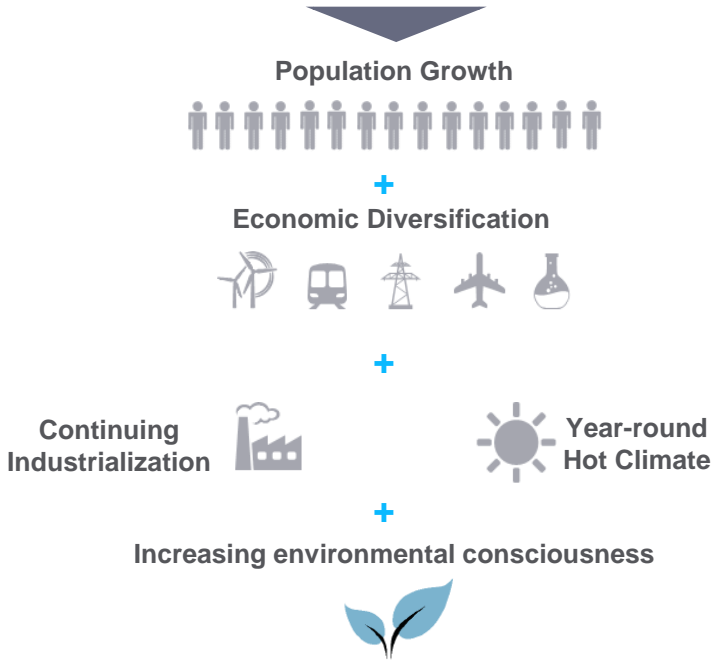 Population Growth
+
Economic Diversification
+
Continuing
Industrialization
Year-round
Hot Climate
+
Increasing environmental consciousness